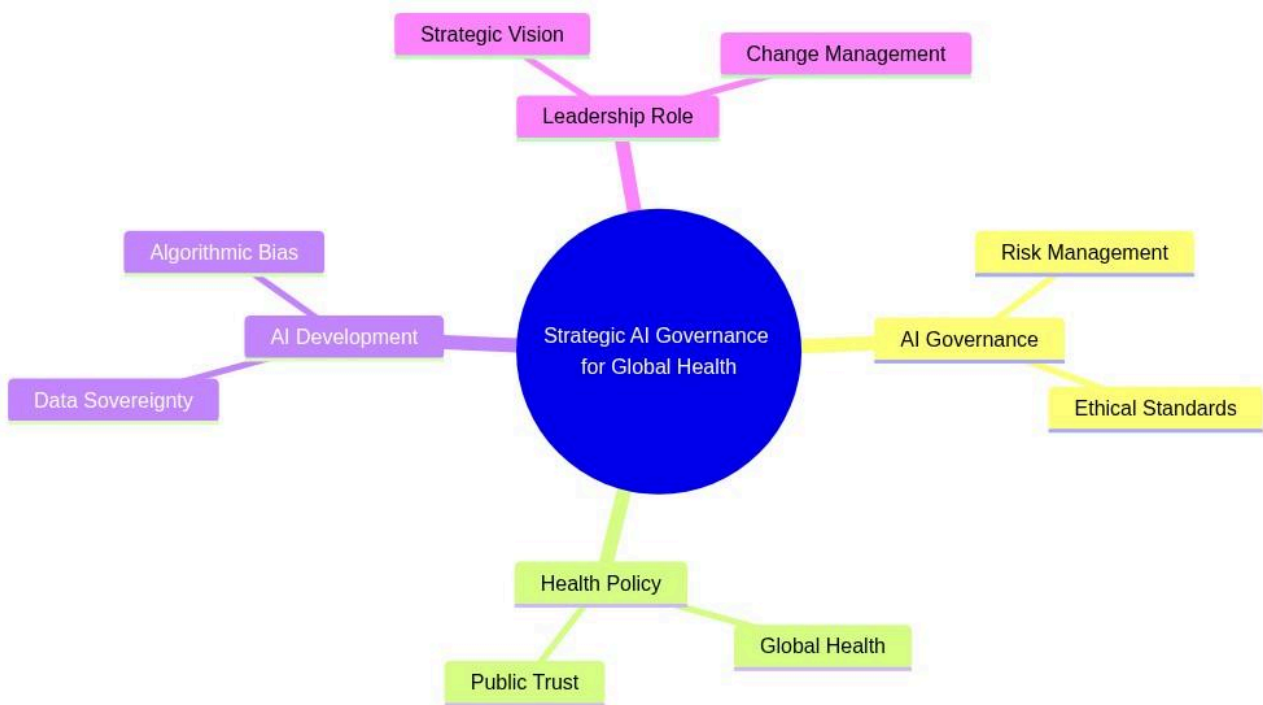 Strategic Vision
Change Management
Leadership Role
Algorithmic Bias
Risk Management
AI Development
Strategic AI Governance
for Global Health
AI Governance
Data Sovereignty
Ethical Standards
Health Policy
Global Health
Public Trust